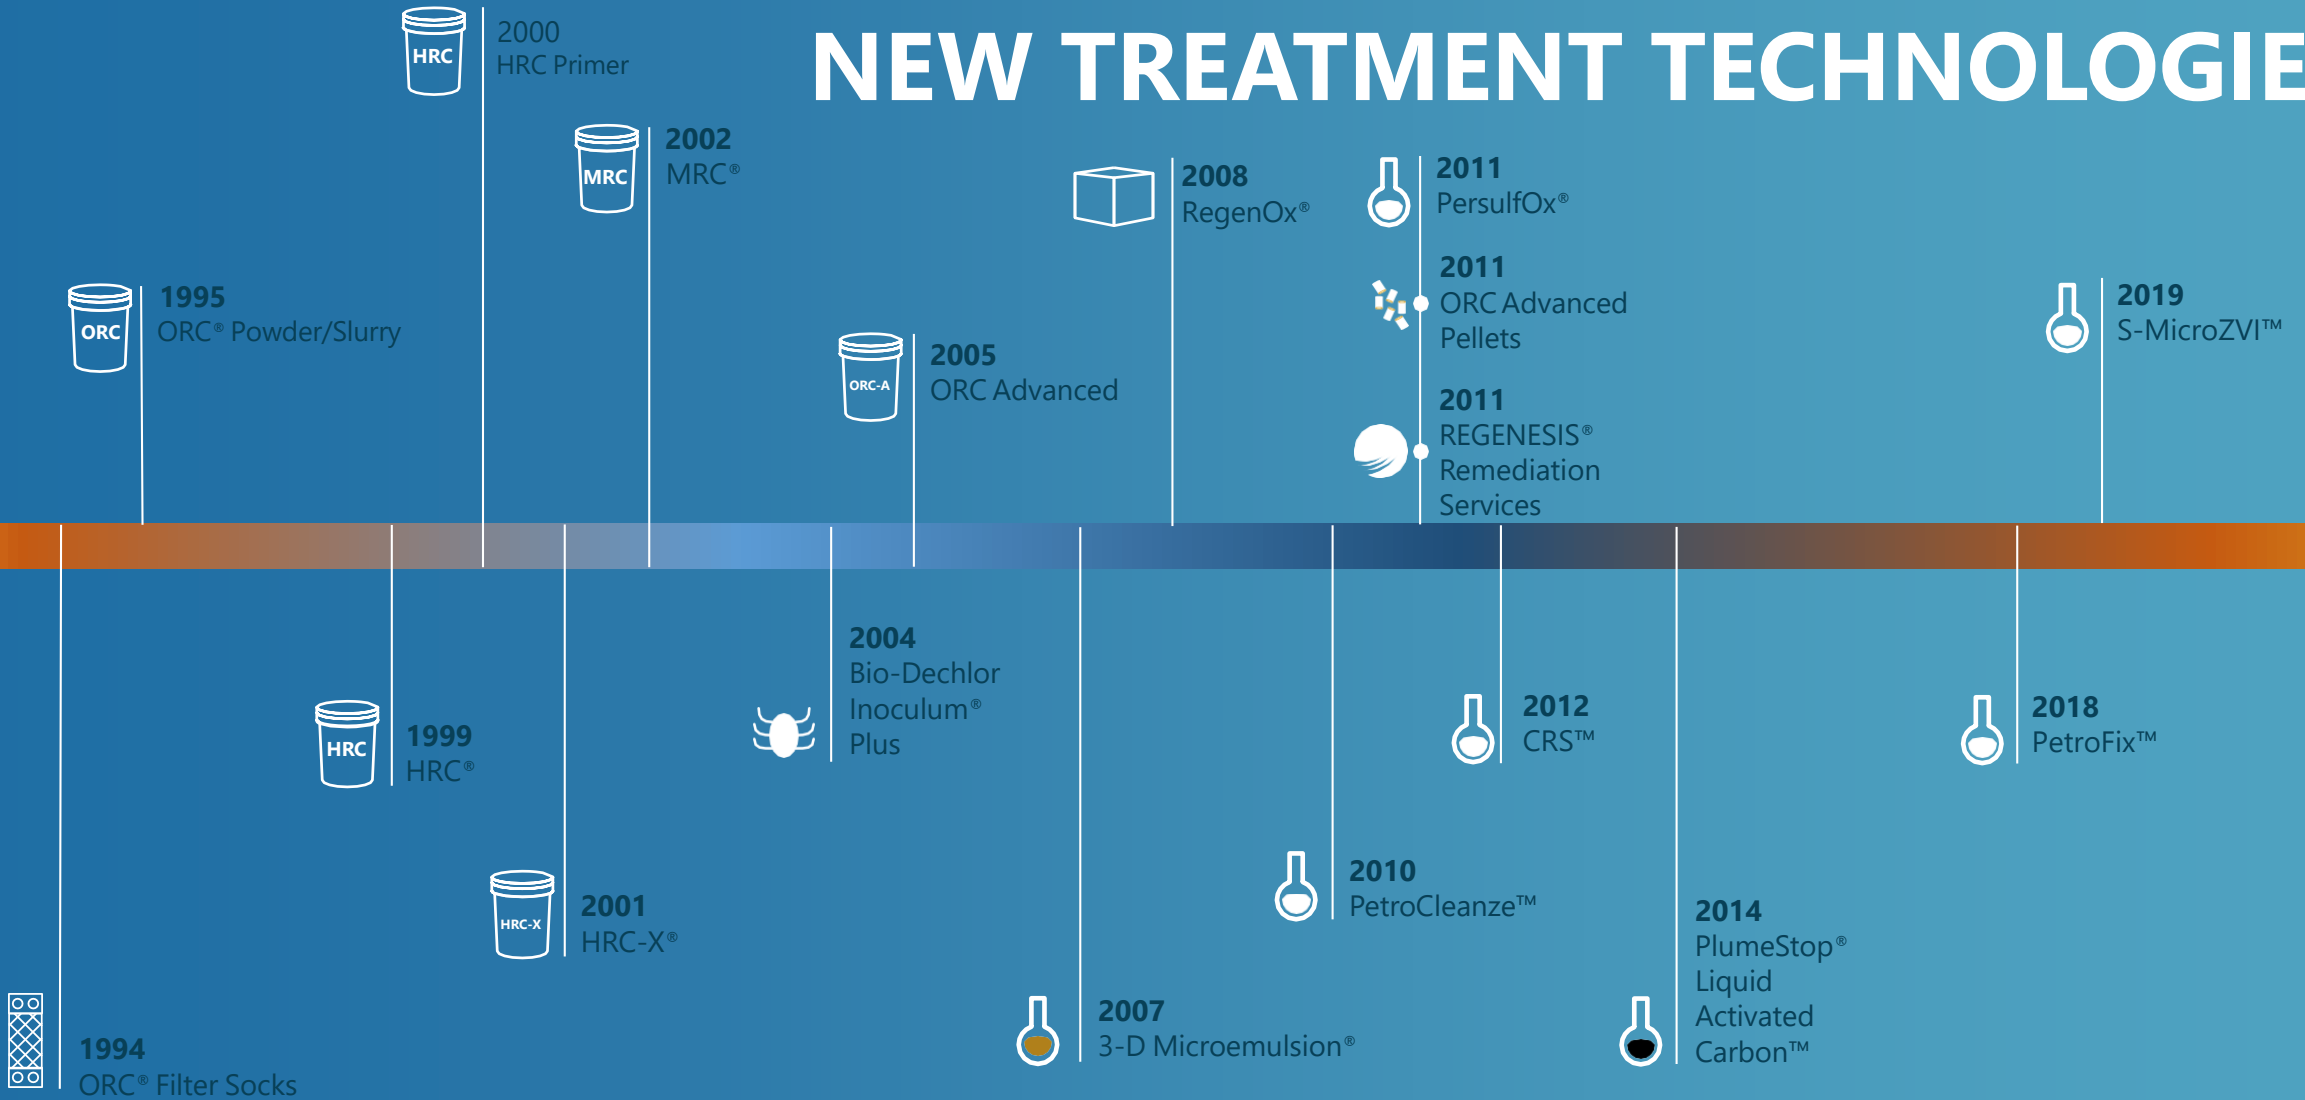 NEW TREATMENT TECHNOLOGIE
HRC
2000
HRC Primer
MRC
2002
MRC®
2008
RegenOx®
2011
PersulfOx®
2011
ORC Advanced
Pellets
2011
REGENESIS®
Remediation
Services
2019
S-MicroZVI™
ORC
1995
ORC® Powder/Slurry
ORC-A
2005
ORC Advanced
2004
Bio-Dechlor
Inoculum®
Plus
HRC
1999
HRC®
2012
CRS™
2018
PetroFix™
HRC-X
2001
HRC-X®
2010
PetroCleanze™
2014
PlumeStop®
Liquid
Activated
Carbon™
2007
3-D Microemulsion®
1994
ORC® Filter Socks